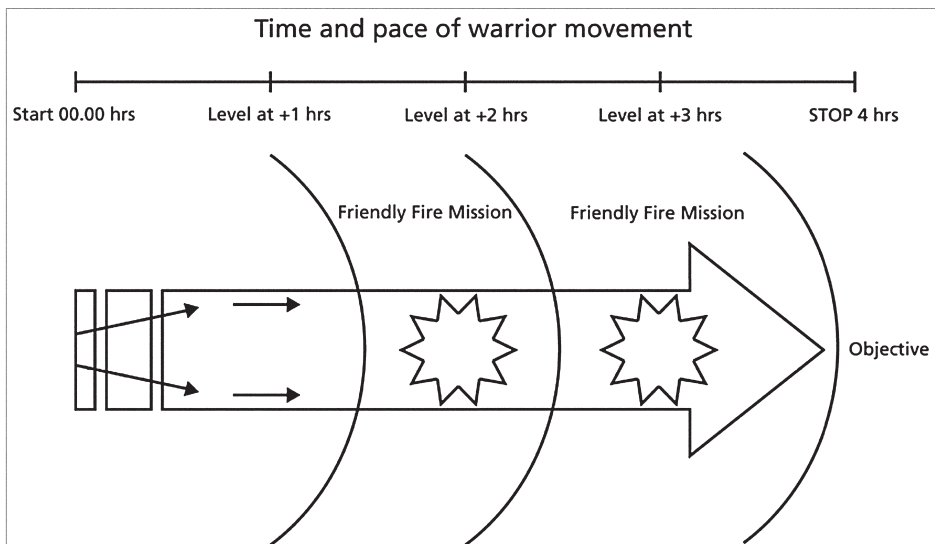 Time and pace of warrior movement
Start 00.00 hrs
Level at +1 hrs
Level at +2 hrs
Level at +3 hrs
STOP 4 hrs
Friendly Fire Mission
Friendly Fire Mission
Objective